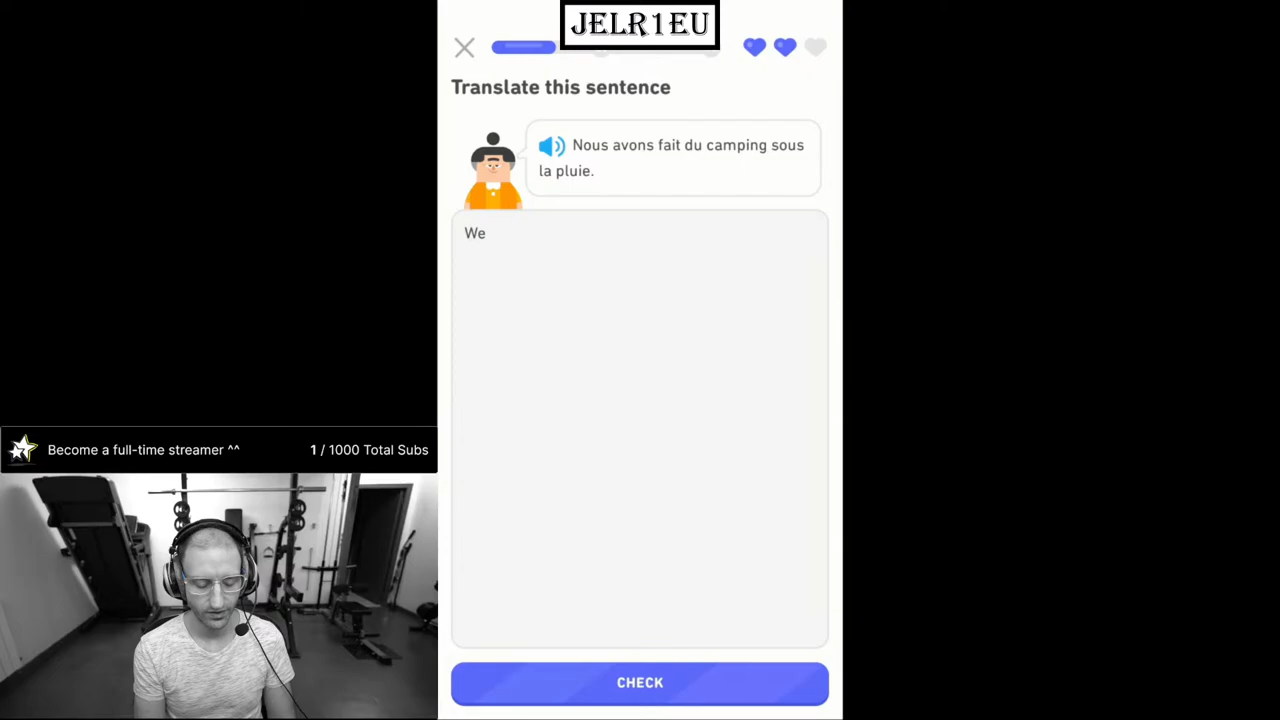 JELR1EU
Translate this sentence
Nous avons fait du camping sous
la pluie.
We
Become a full-time streamer ^^ 1 / 1000 Total Subs
CHECK